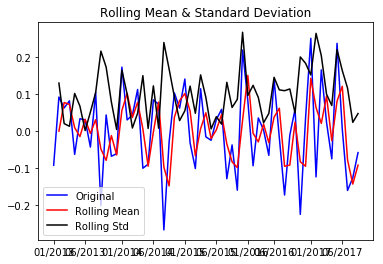 Rolling Mean & Standard Deviation
0.2
0.1
0.0
−0.1
−0.2
Original
Rolling Mean
Rolling Std
01/2013 06/2013 01/2014 06/2014 01/2015 06/2015 01/2016 06/2016 01/2017 06/2017